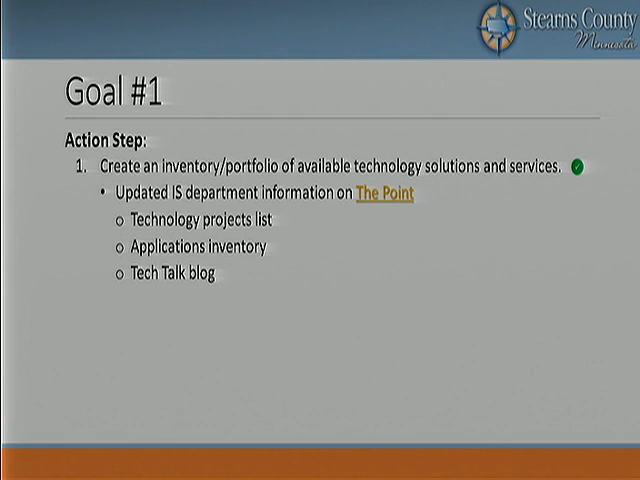 Stearns County
Minnesota
Goal #1
Action Step:
1. Create an inventory/portfolio of available technology solutions and services.
• Updated IS department information on The Point
o Technology projects list
o Applications inventory
o Tech Talk blog